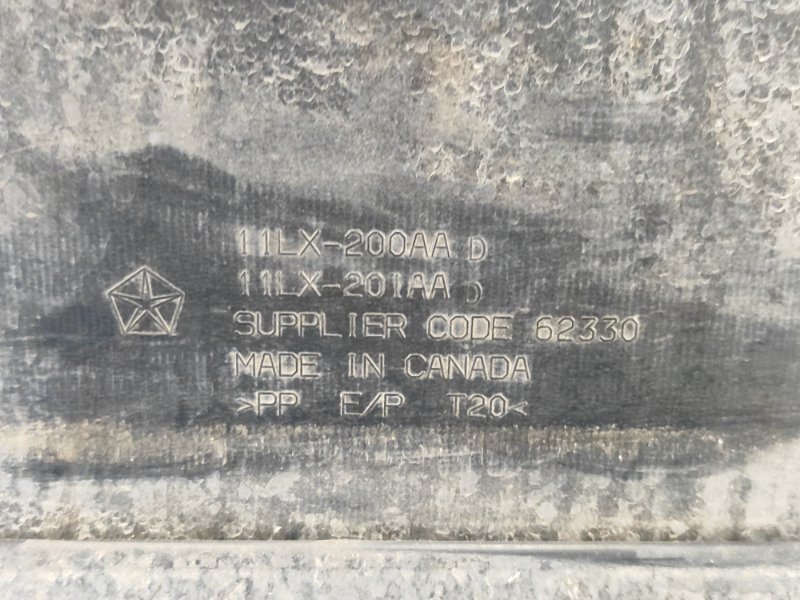 11LX-200AA D
11LX-201AA D
SUPPLIER CODE 62330
MADE IN CANADA
>PP E/P T20<